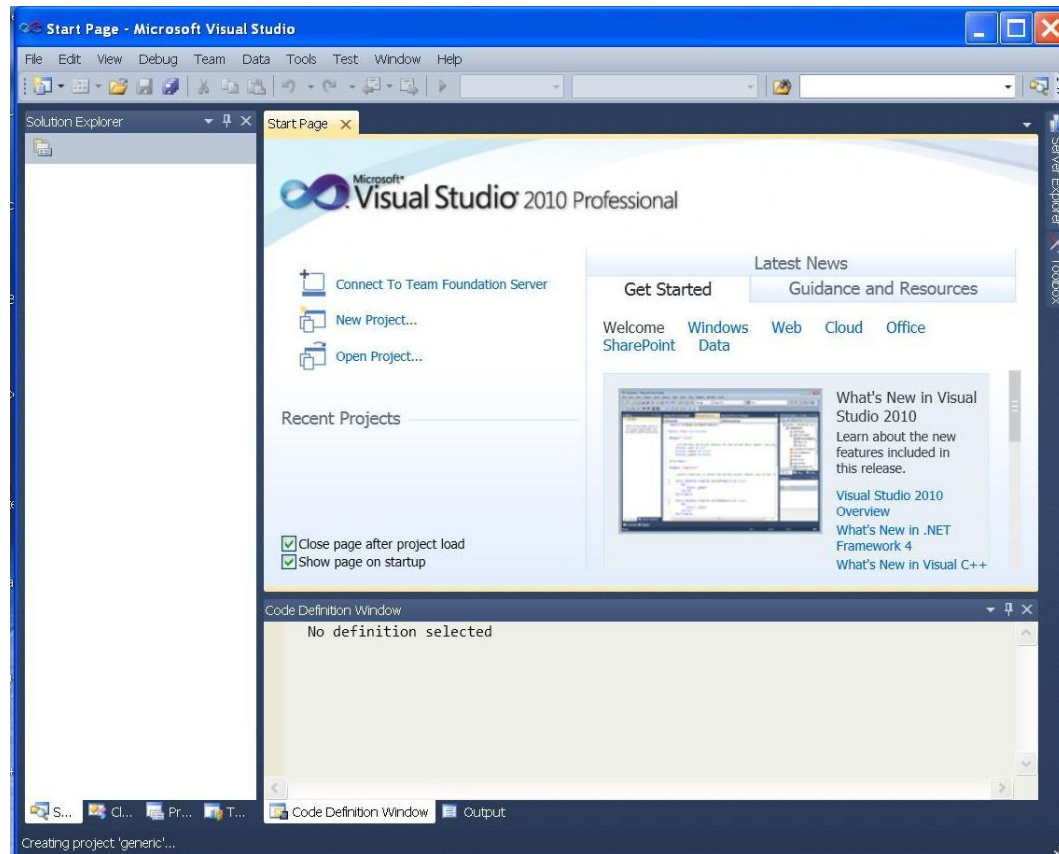 Start Page - Microsoft Visual Studio
File Edit View Debug Team Data Tools Test Window Help
Solution Explorer
Start Page
Server Explorer
Toolbox
Microsoft
Visual Studio 2010 Professional
Connect To Team Foundation Server
New Project...
Open Project...
Recent Projects
Close page after project load
Show page on startup
Latest News
Get Started Guidance and Resources
Welcome Windows Web Cloud Office
SharePoint Data
What's New in Visual
Studio 2010
Learn about the new
features included in
this release.
Visual Studio 2010
Overview
What's New in .NET
Framework 4
What's New in Visual C++
Code Definition Window
No definition selected
S... Cl... Pr... T... Code Definition Window Output
Creating project 'generic'...